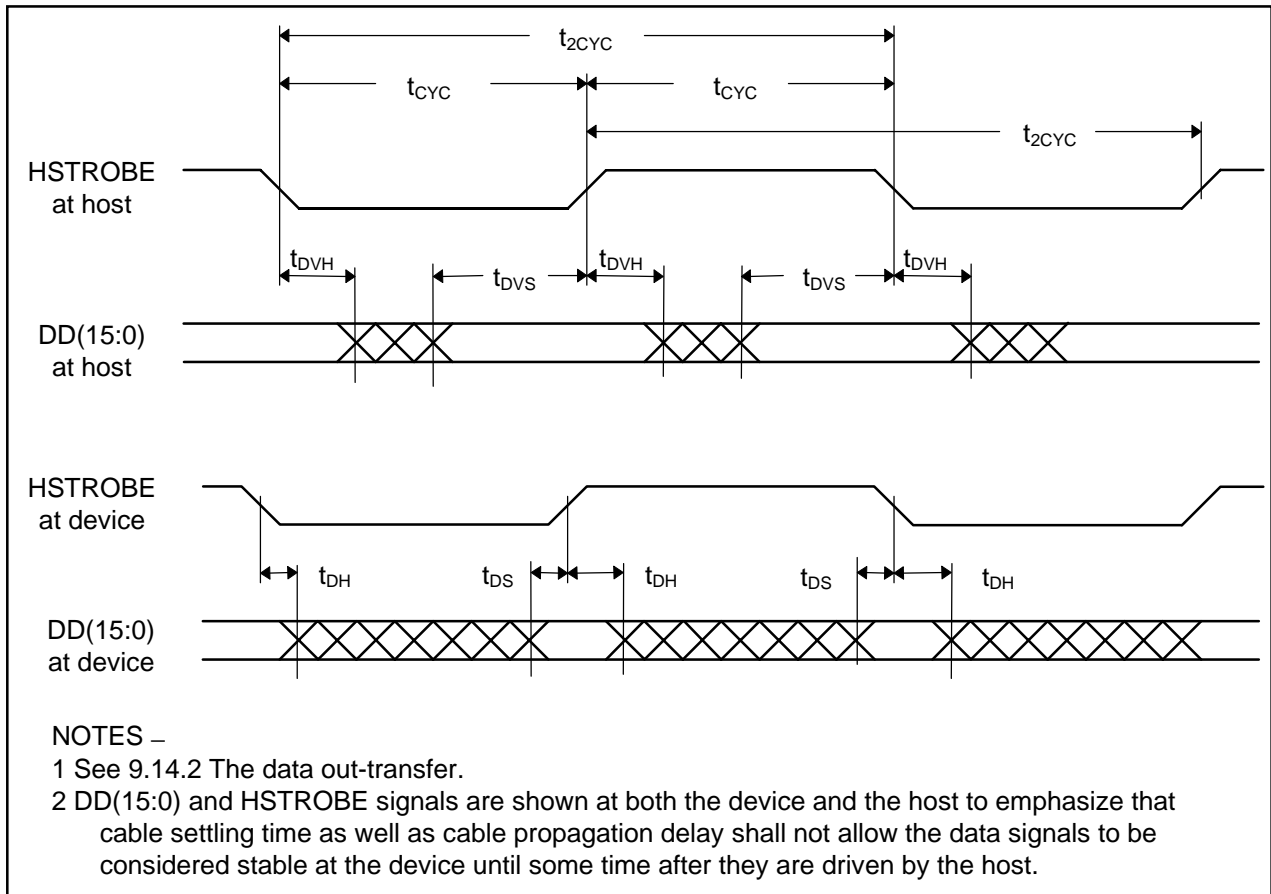 t2CYC
tCYC tCYC
t2CYC
HSTROBE
at host
tDVH tDVS tDVH tDVS tDVH
DD(15:0)
at host
HSTROBE
at device
tDH tDS tDH tDS tDH
DD(15:0)
at device
NOTES –
1 See 9.14.2 The data out-transfer.
2 DD(15:0) and HSTROBE signals are shown at both the device and the host to emphasize that
cable settling time as well as cable propagation delay shall not allow the data signals to be
considered stable at the device until some time after they are driven by the host.